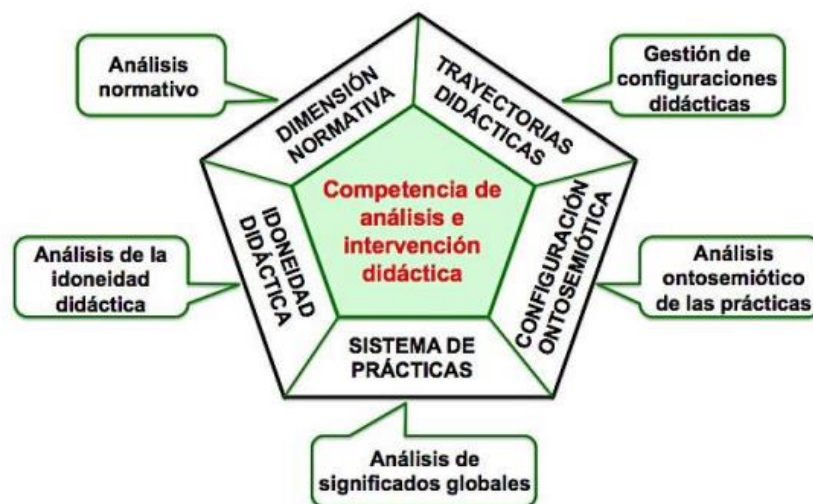 Análisis
normativo
DIMENSIÓN
NORMATIVA
TRAYECTORIAS
DIDÁCTICAS
Gestión de
configuraciones
didácticas
Competencia de
análisis e
intervención
didáctica
Análisis de la
idoneidad
didáctica
IDONEIDAD
DIDÁCTICA
CONFIGURACIÓN
ONTOSEMIÓTICA
Análisis
ontosemiótico
de las prácticas
SISTEMA DE
PRÁCTICAS
Análisis de
significados globales